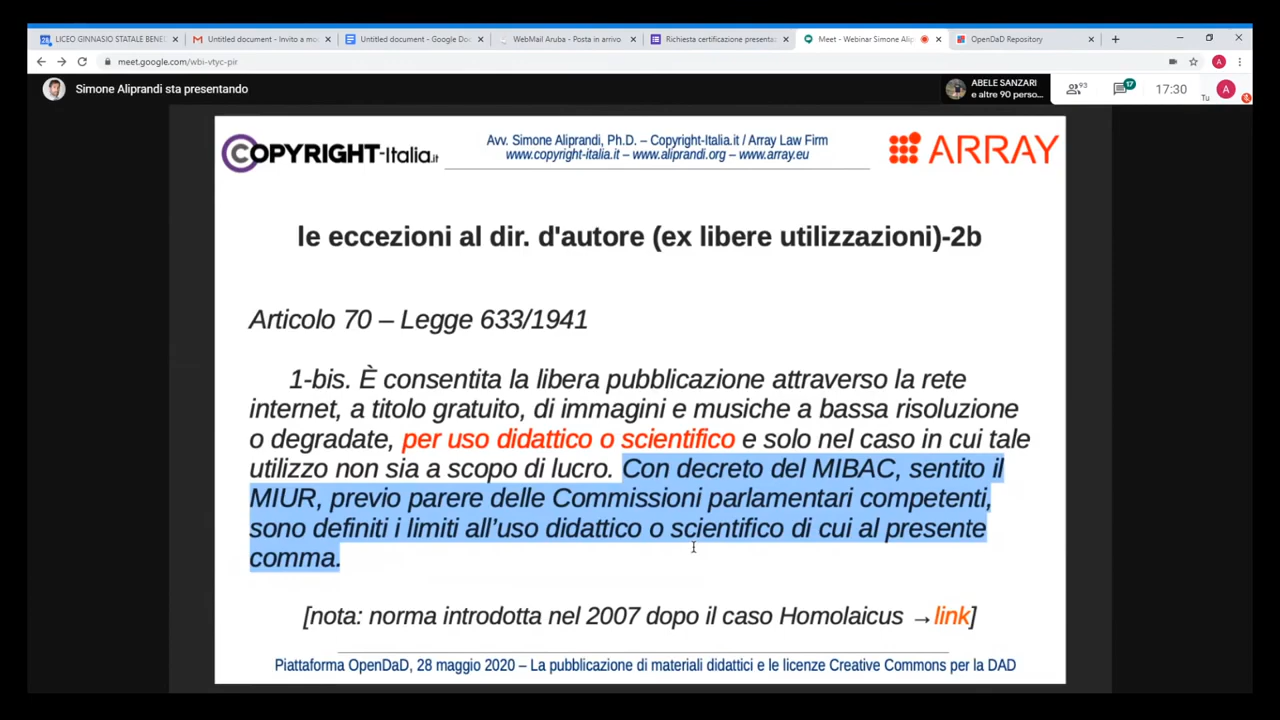 LICEO GINNASIO STATALE BENE
Untitled document - Invito a mo
Untitled document - Google Do
WebMail Aruba - Posta in arrivo
Richiesta certificazione presenta
Meet - Webinar Simone Alip
OpenDaD Repository
meet.google.com/wbi-vtyc-pir
Simone Aliprandi sta presentando
ABELE SANZARI
e altre 90 perso...
93
17
17:30
Tu
A
A
COPYRIGHT-Italia.it
Avv. Simone Aliprandi, Ph.D. – Copyright-Italia.it / Array Law Firm
www.copyright-italia.it – www.aliprandi.org – www.array.eu
ARRAY
le eccezioni al dir. d'autore (ex libere utilizzazioni)-2b
Articolo 70 – Legge 633/1941
1-bis. È consentita la libera pubblicazione attraverso la rete
internet, a titolo gratuito, di immagini e musiche a bassa risoluzione
o degradate, per uso didattico o scientifico e solo nel caso in cui tale
utilizzo non sia a scopo di lucro. Con decreto del MIBAC, sentito il
MIUR, previo parere delle Commissioni parlamentari competenti,
sono definiti i limiti all'uso didattico o scientifico di cui al presente
comma.
[nota: norma introdotta nel 2007 dopo il caso Homolaicus →link]
Piattaforma OpenDaD, 28 maggio 2020 – La pubblicazione di materiali didattici e le licenze Creative Commons per la DAD